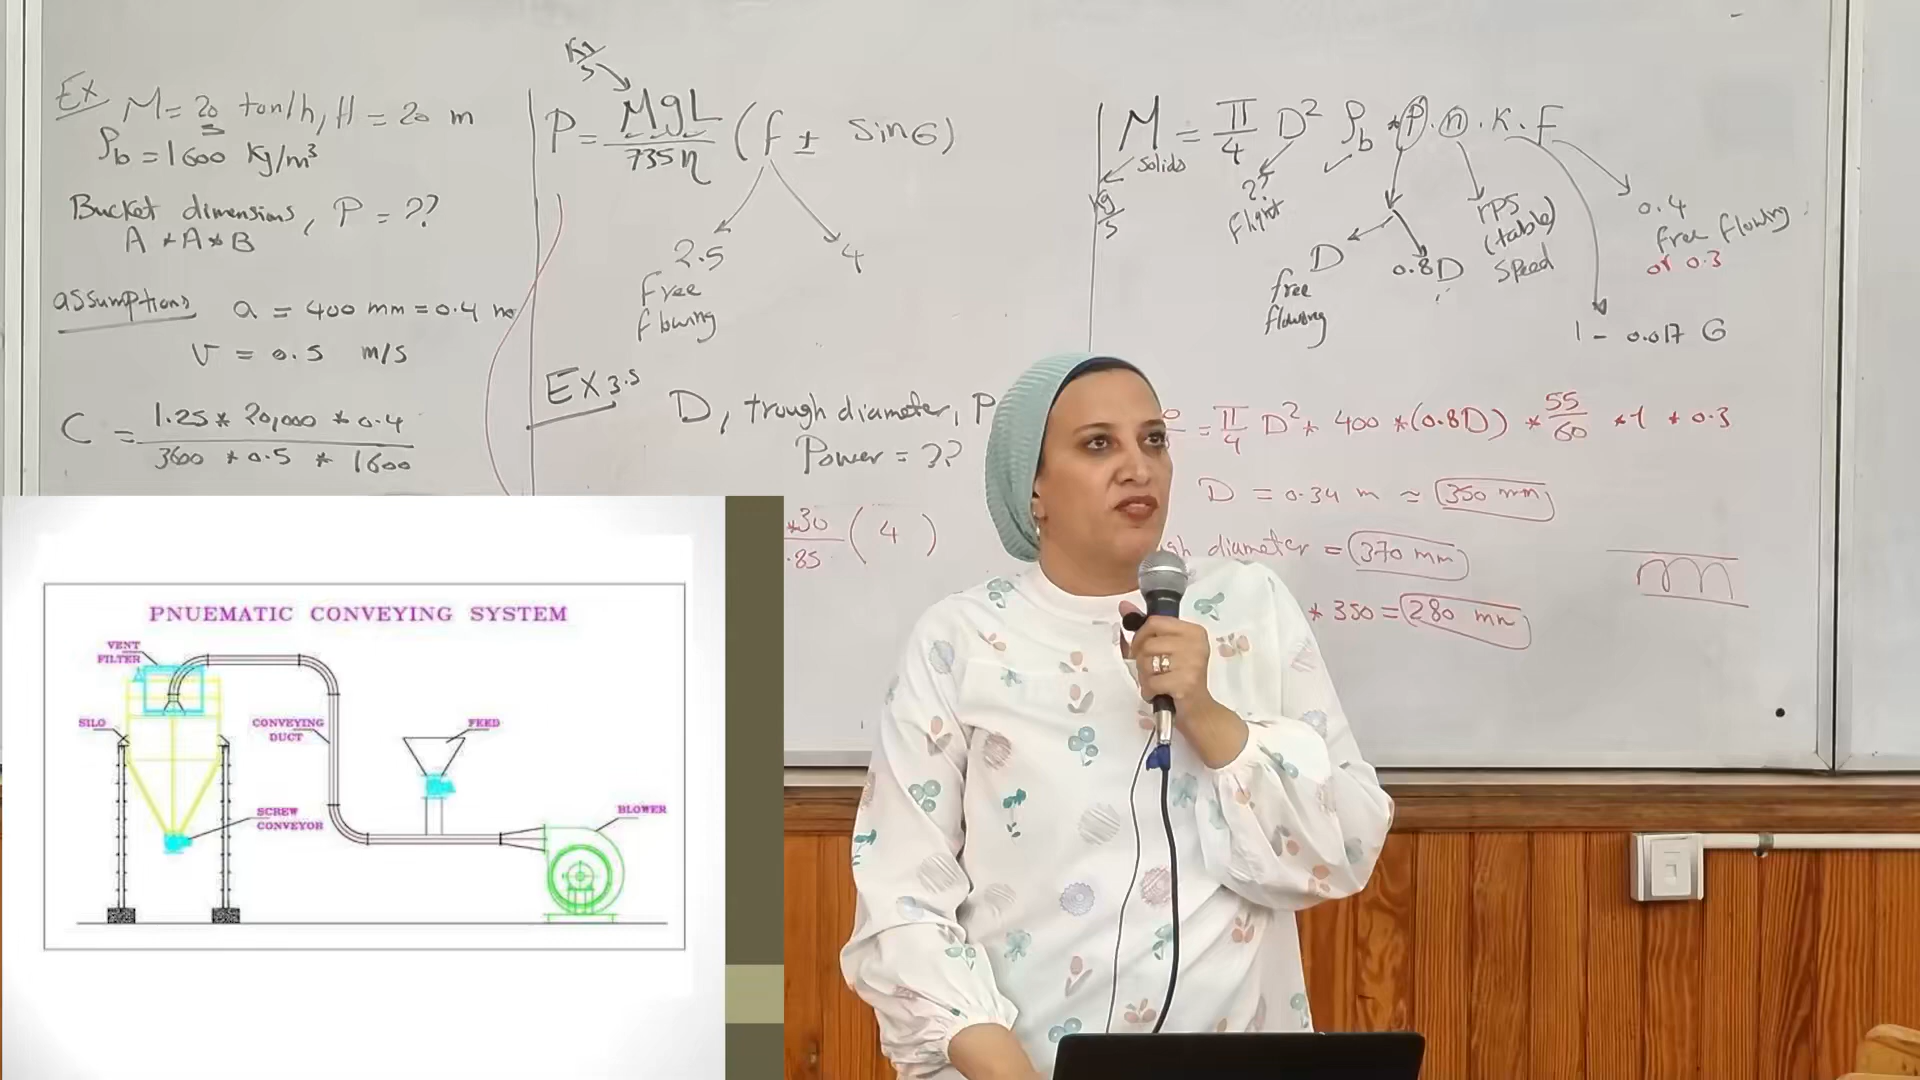 Ex M = 20 ton/h, H = 20 m
ρb = 1600 Kg/m³
Bucket dimensions, P = ??
A * A * B
assumptions a = 400 mm = 0.4 m
v = 0.5 m/s
C = 1.25 * 20,000 * 0.4
3600 * 0.5 * 1600
Kg/s
P = MgL/735η (f ± sinθ)
2.5
free
flowing
4
EX 3.5
D, trough diameter, P
Power = ??
*30/.85 ( 4 )
M = π/4 D² ρb * P . n . K . F
solids
kg/s
??
flight
D
free
flowing
0.8D
rps
(table)
speed
0.4
free flowing
or 0.3
1 - 0.017 θ
= π/4 D² * 400 * (0.8D) * 55/60 * 1 * 0.3
D = 0.34 m ≈ 350 mm
gh diameter = 370 mm
* 350 = 280 mm
PNUEMATIC CONVEYING SYSTEM
VENT
FILTER
SILO
CONVEYING
DUCT
FEED
SCREW
CONVEYOR
BLOWER